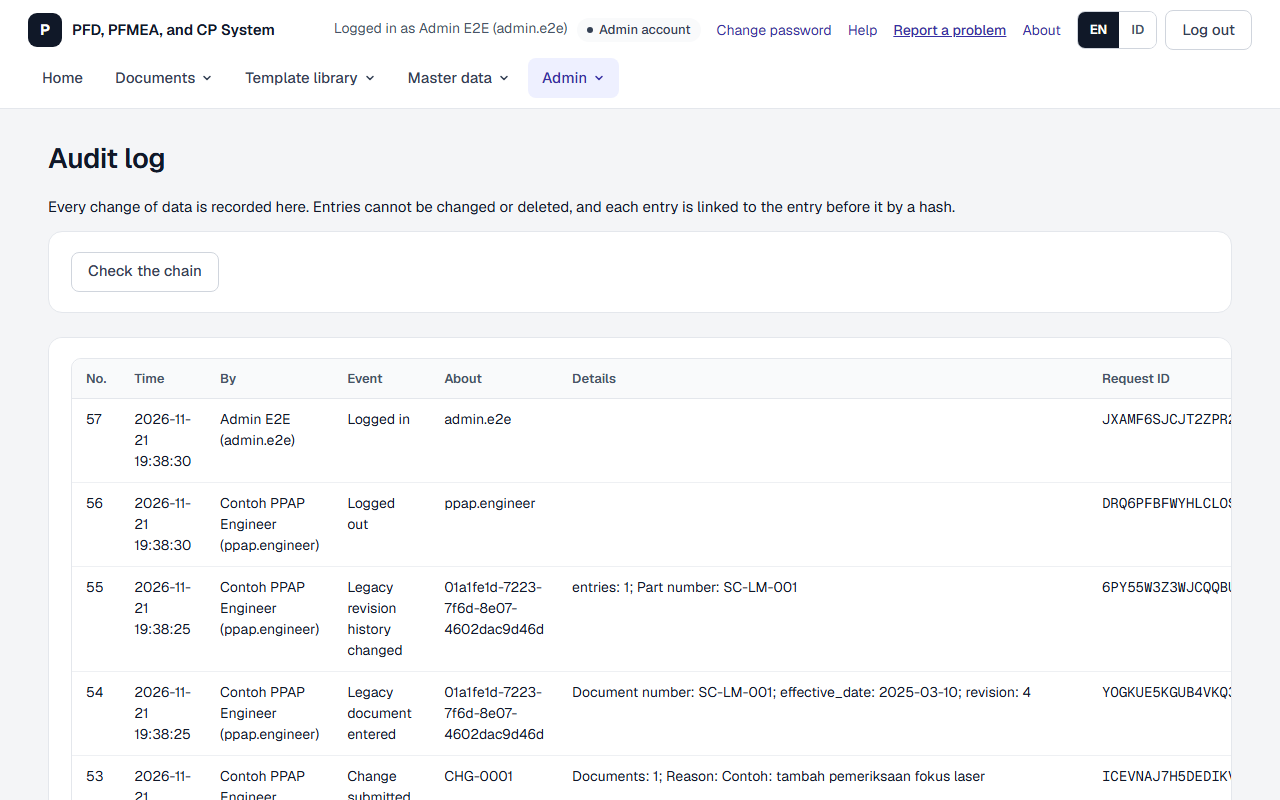 P PFD, PFMEA, and CP System Logged in as Admin E2E (admin.e2e) Admin account Change password Help Report a problem About EN ID Log out
Home Documents Template library Master data Admin
Audit log
Every change of data is recorded here. Entries cannot be changed or deleted, and each entry is linked to the entry before it by a hash.
Check the chain
No. Time By Event About Details Request ID
57 2026-11- Admin E2E Logged in admin.e2e
21 (admin.e2e)
19:38:30
56 2026-11- Contoh PPAP Logged ppap.engineer
21 Engineer out
19:38:30 (ppap.engineer)
55 2026-11- Contoh PPAP Legacy 01a1fe1d-7223- entries: 1; Part number: SC-LM-001
21 Engineer revision 7f6d-8e07-
19:38:25 (ppap.engineer) history 4602dac9d46d
changed
54 2026-11- Contoh PPAP Legacy 01a1fe1d-7223- Document number: SC-LM-001; effective_date: 2025-03-10; revision: 4
21 Engineer document 7f6d-8e07-
19:38:25 (ppap.engineer) entered 4602dac9d46d
53 2026-11- Contoh PPAP Change CHG-0001 Documents: 1; Reason: Contoh: tambah pemeriksaan fokus laser
21 Engineer submitted